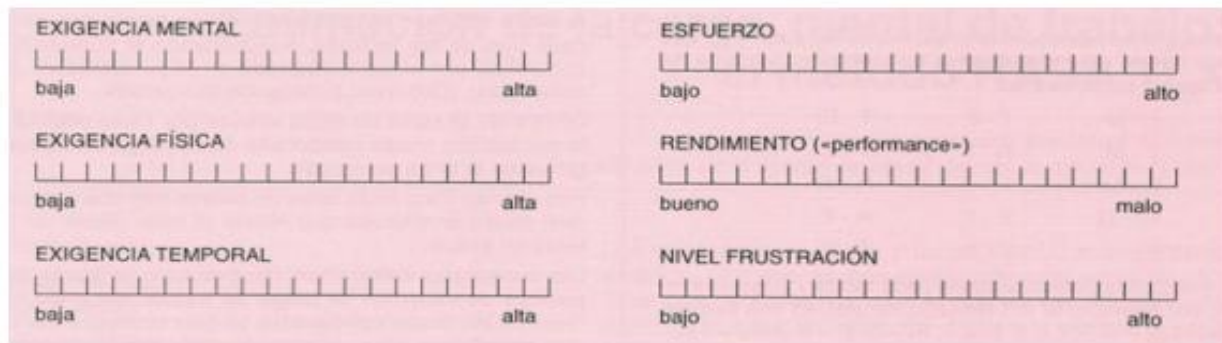 EXIGENCIA MENTAL
baja alta
EXIGENCIA FÍSICA
baja alta
EXIGENCIA TEMPORAL
baja alta
ESFUERZO
bajo alto
RENDIMIENTO («performance»)
bueno malo
NIVEL FRUSTRACIÓN
bajo alto